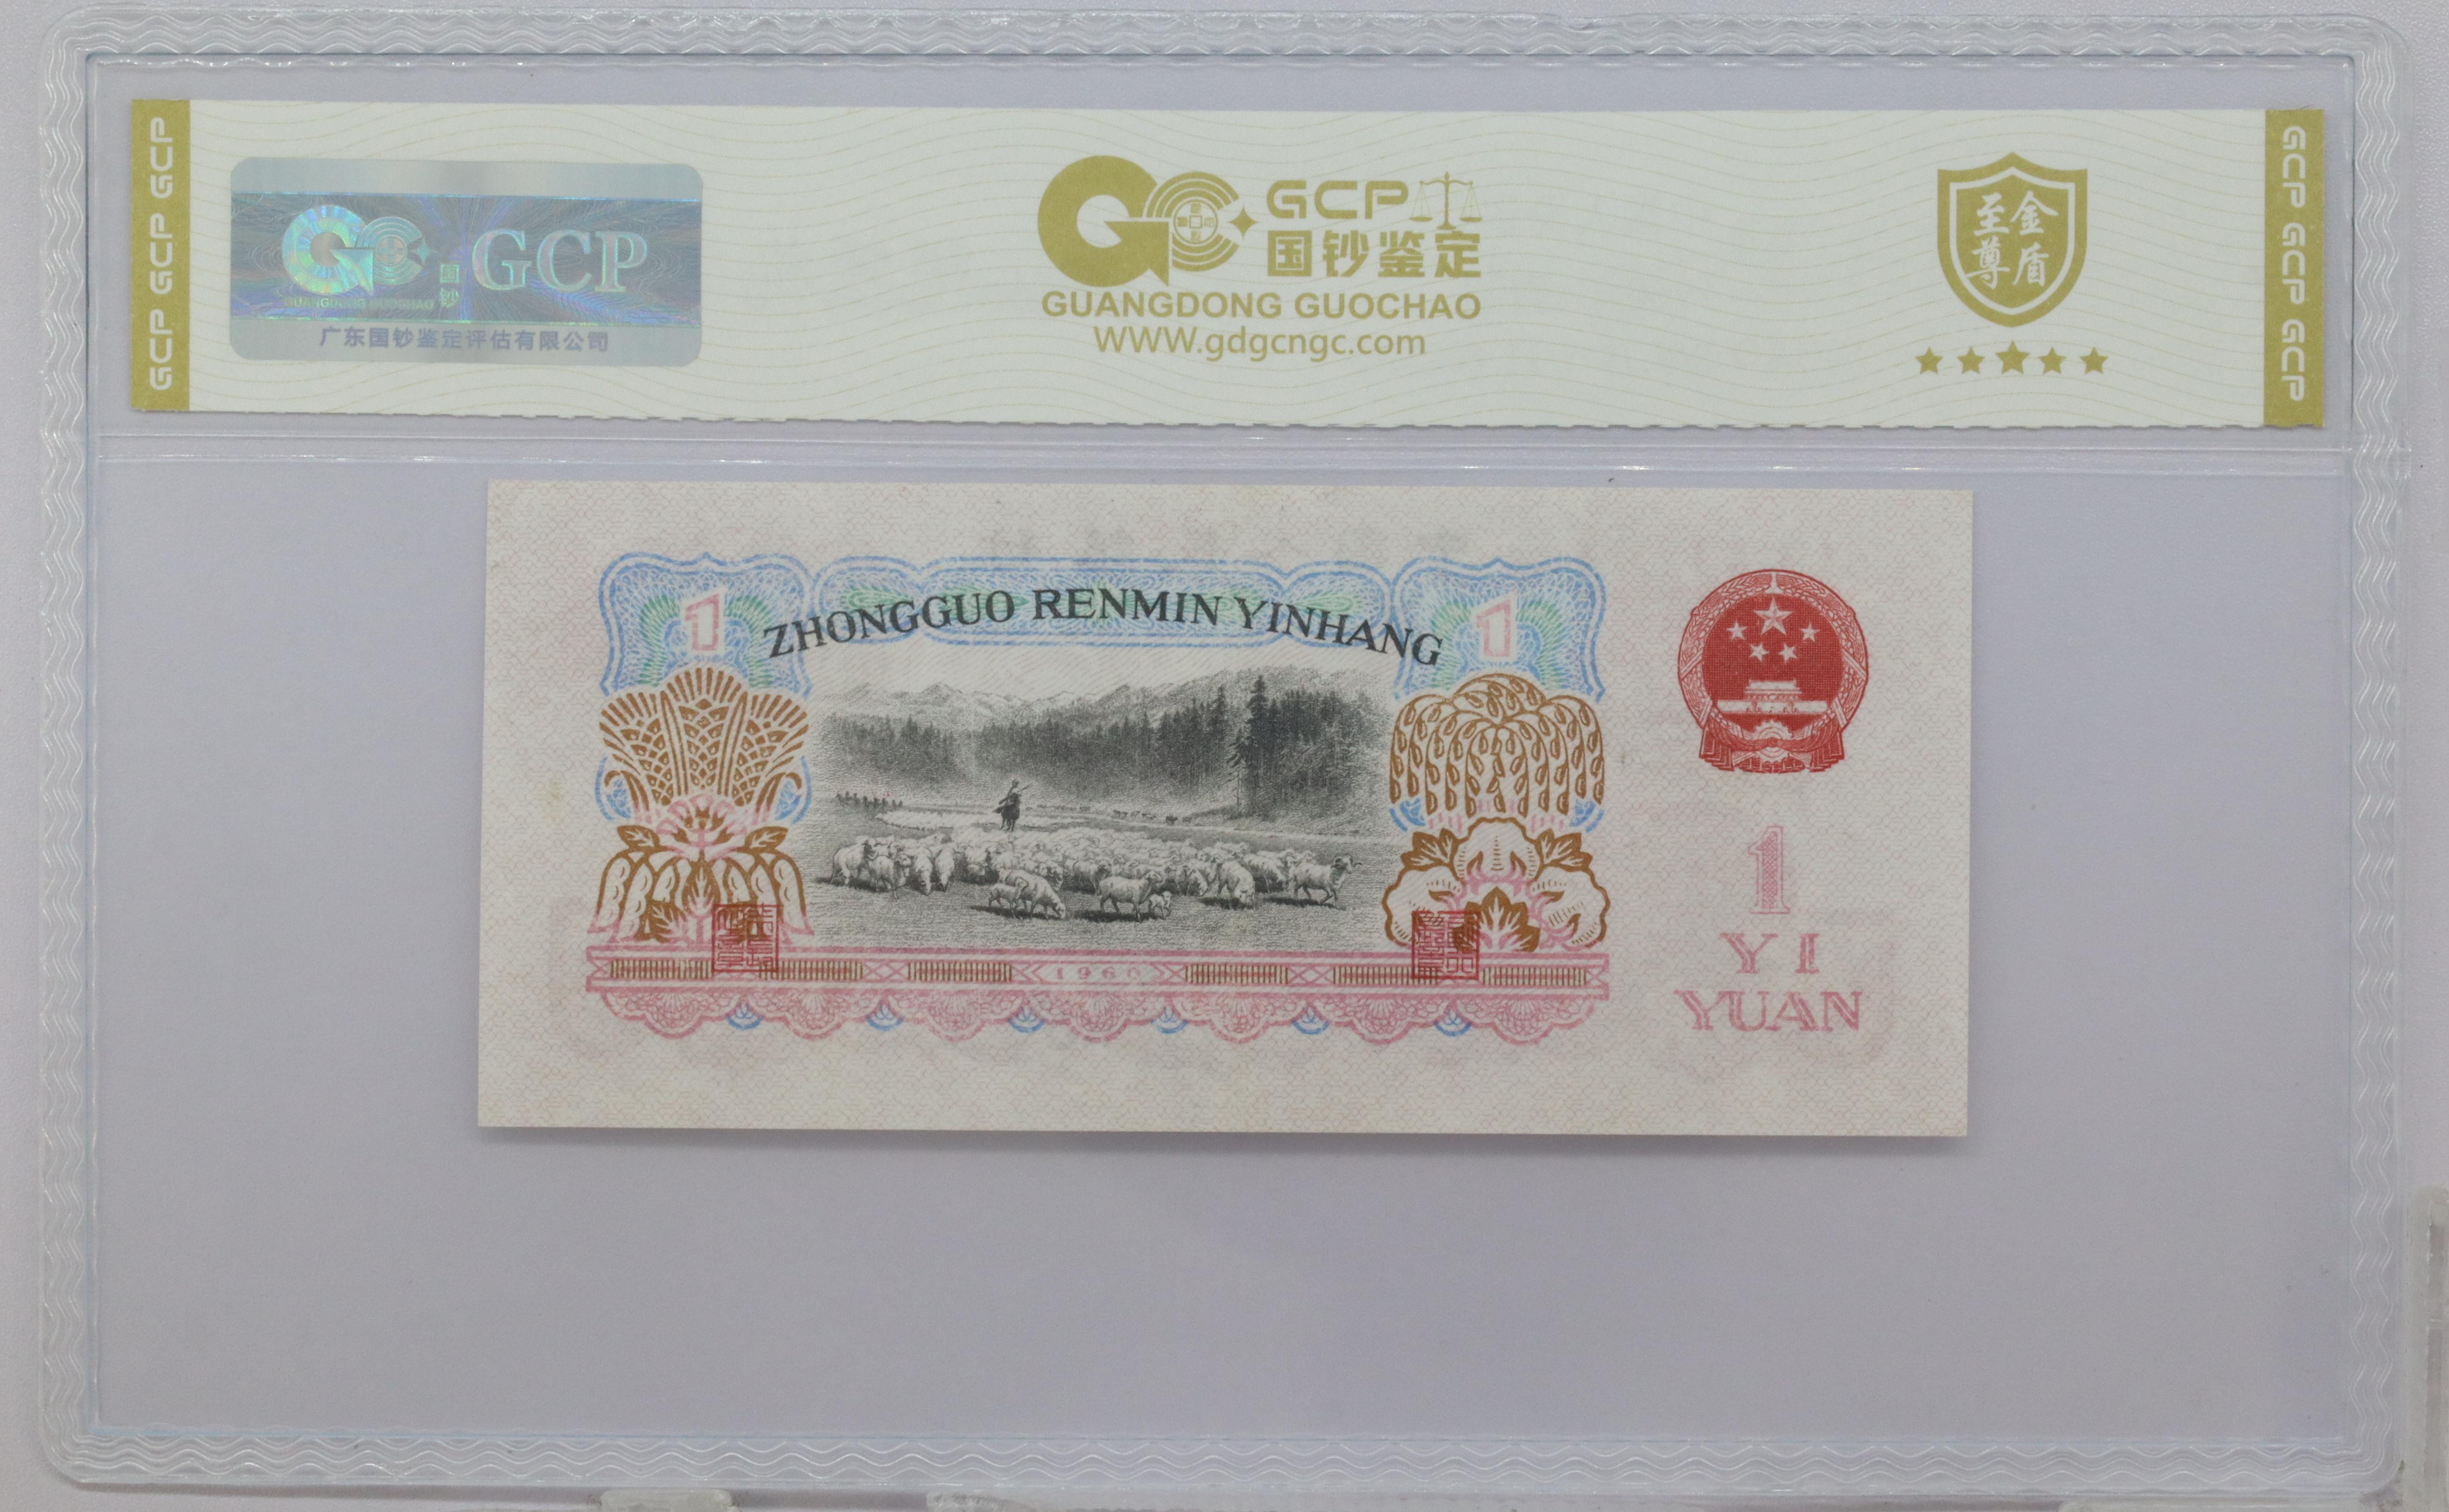 GCP GCP GCP
GUANGDONG GUOCHAO
国钞
GCP
广东国钞鉴定评估有限公司
GCP
国钞鉴定
GUANGDONG GUOCHAO
WWW.gdgcngc.com
至尊金盾
GCP GCP GCP
ZHONGGUO RENMIN YINHANG
1
1
1960
1
YI
YUAN